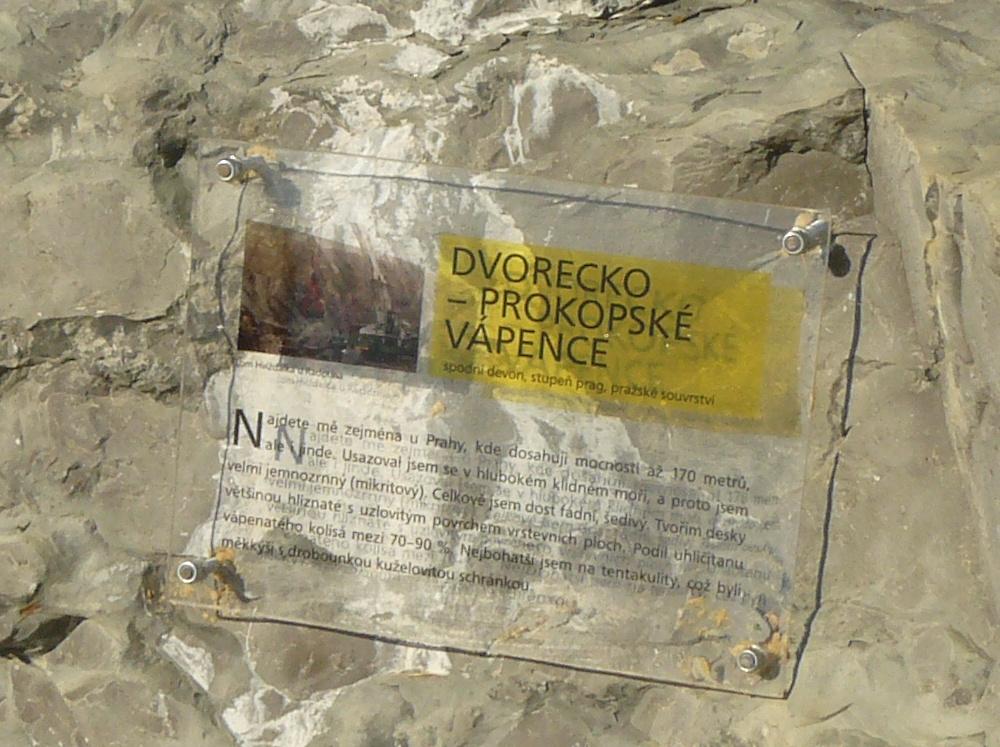 DVORECKO
– PROKOPSKÉ
VÁPENCE
spodní devon, stupeň prag, pražské souvrství
Najdete mě zejména u Prahy, kde dosahuji mocností až 170 metrů,
ale i jinde. Usazoval jsem se v hlubokém klidném moři, a proto jsem
velmi jemnozrnný (mikritový). Celkově jsem dost fádní, šedivý. Tvořím desky
většinou hlíznaté s uzlovitým povrchem vrstevních ploch. Podíl uhličitanu
vápenatého kolísá mezi 70–90 %. Nejbohatší jsem na tentakulity, což byli
měkkýši s drobounkou kuželovitou schránkou.